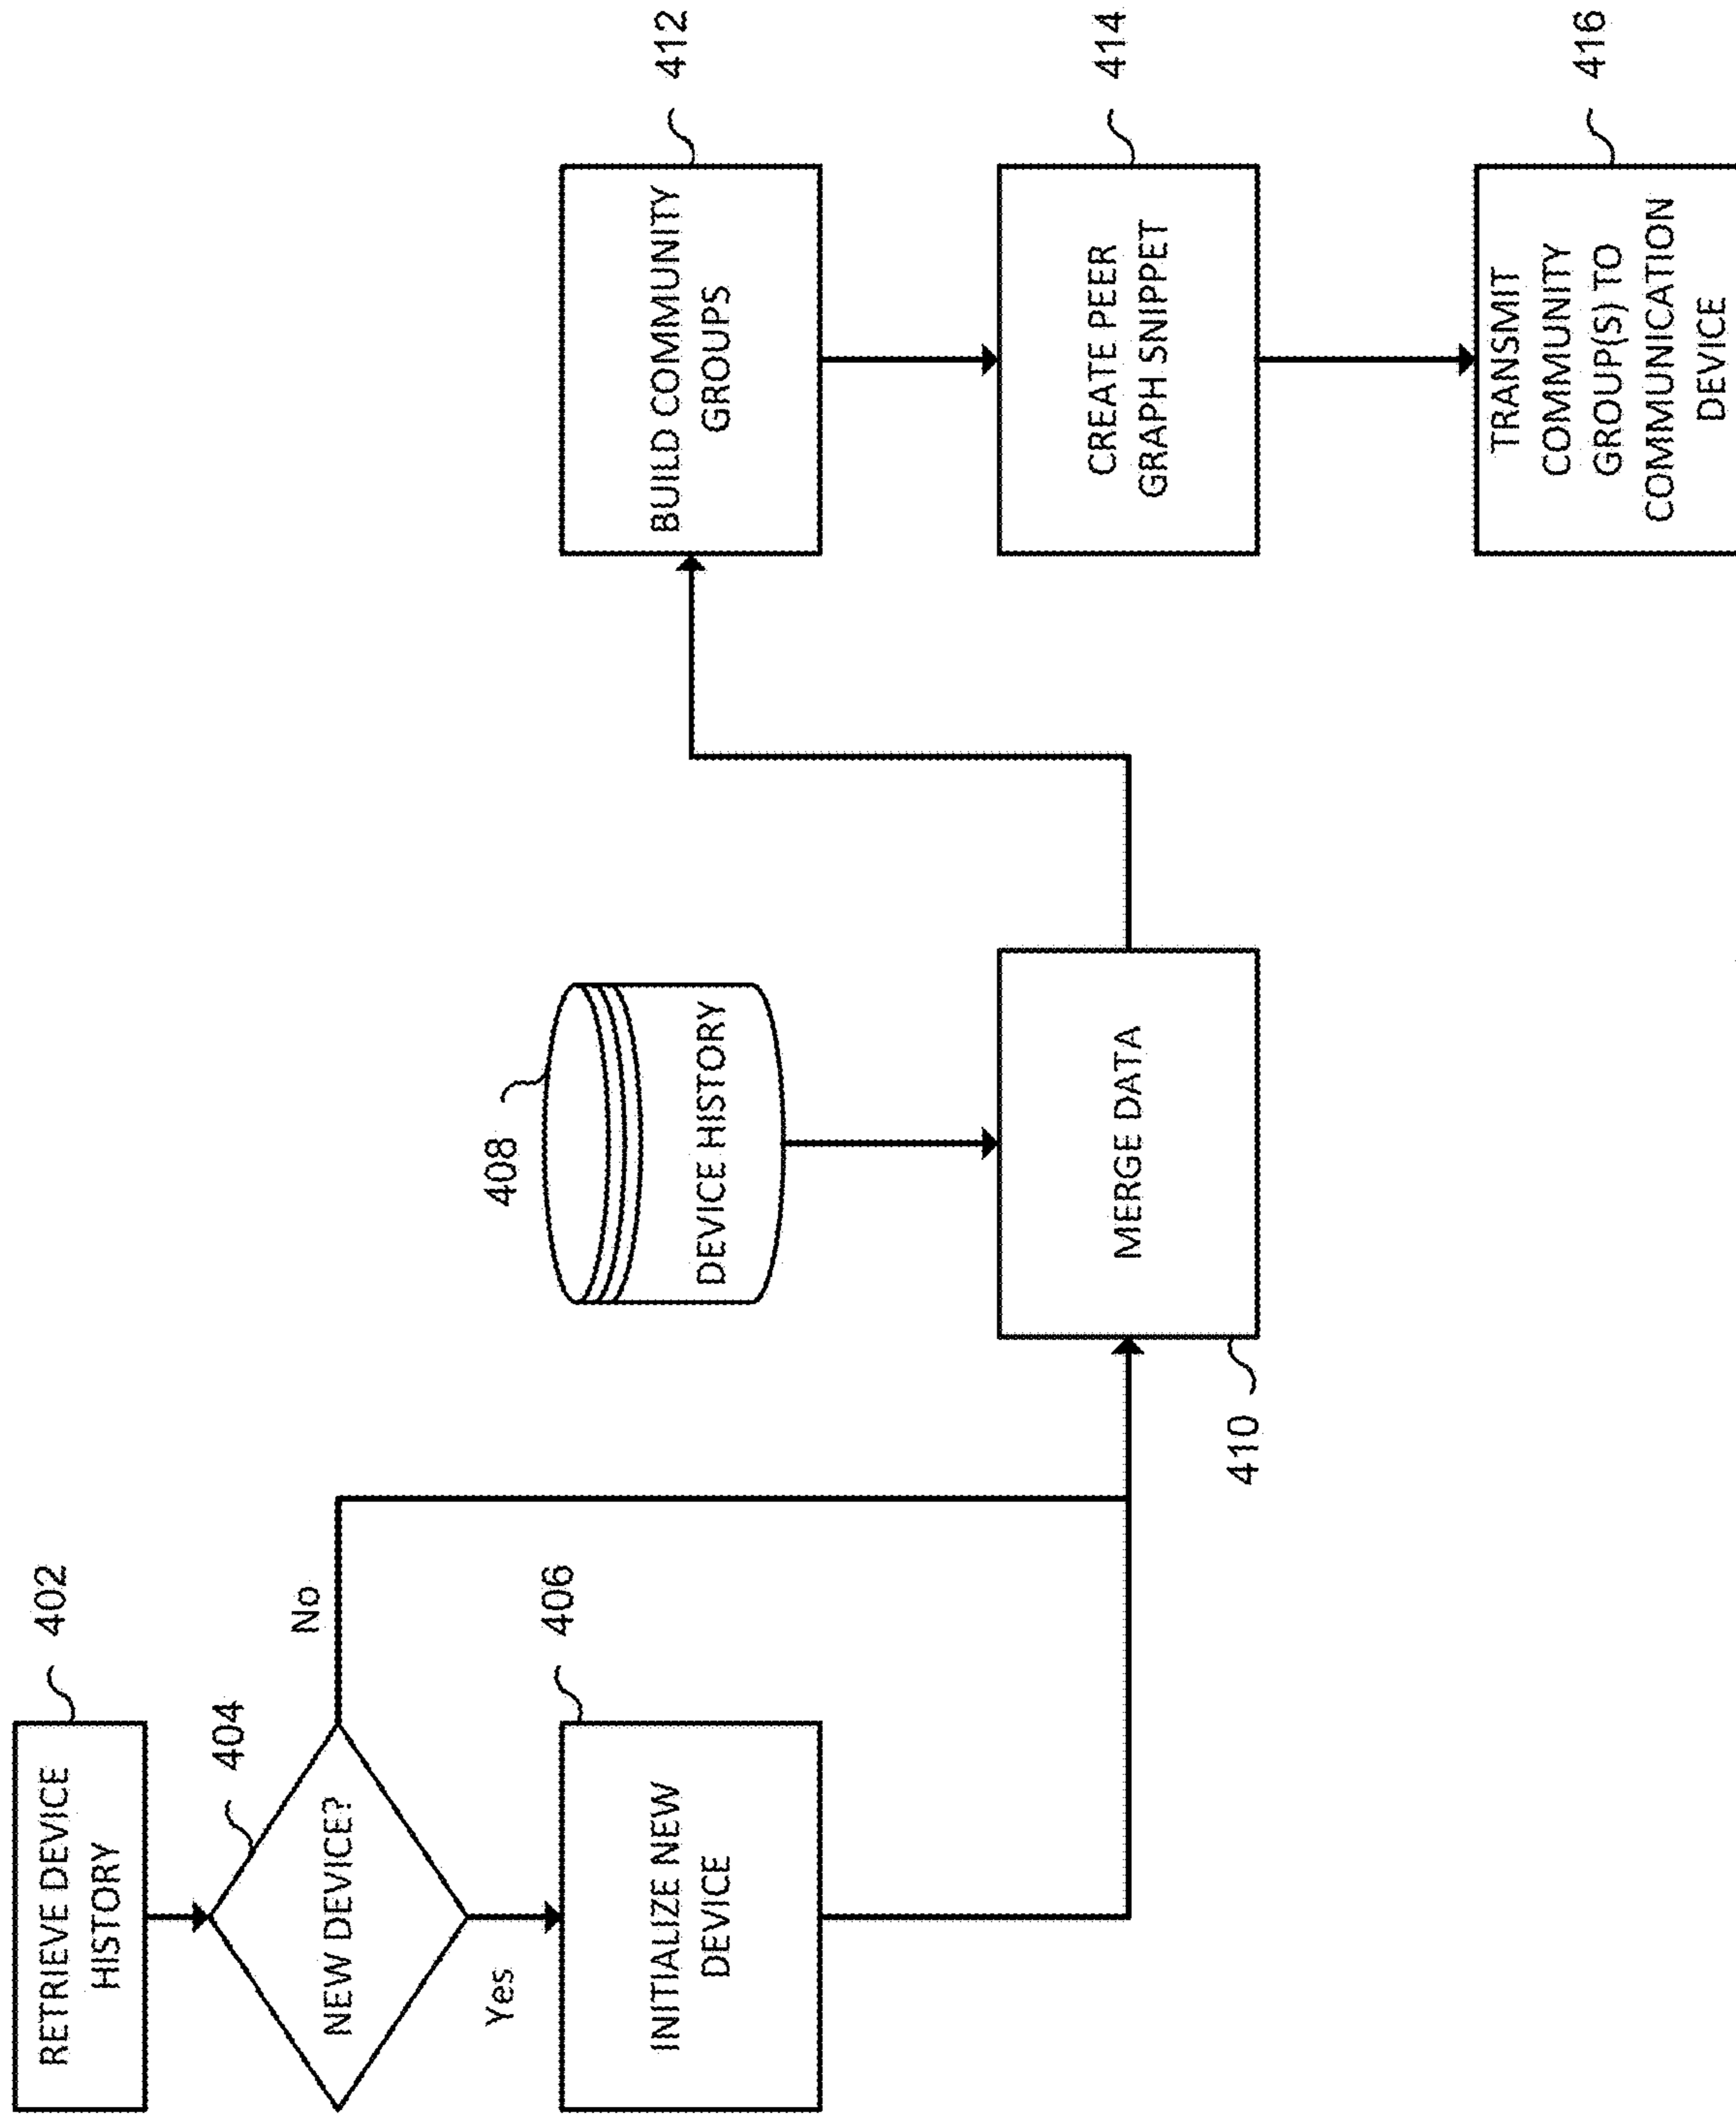 RETRIEVE DEVICE
HISTORY
402
404
NEW DEVICE?
No
Yes
406
INITIALIZE NEW
DEVICE
408
DEVICE HISTORY
MERGE DATA
410
412
BUILD COMMUNITY
GROUPS
414
CREATE PEER
GRAPH SNIPPET
416
TRANSMIT
COMMUNITY
GROUP(S) TO
COMMUNICATION
DEVICE